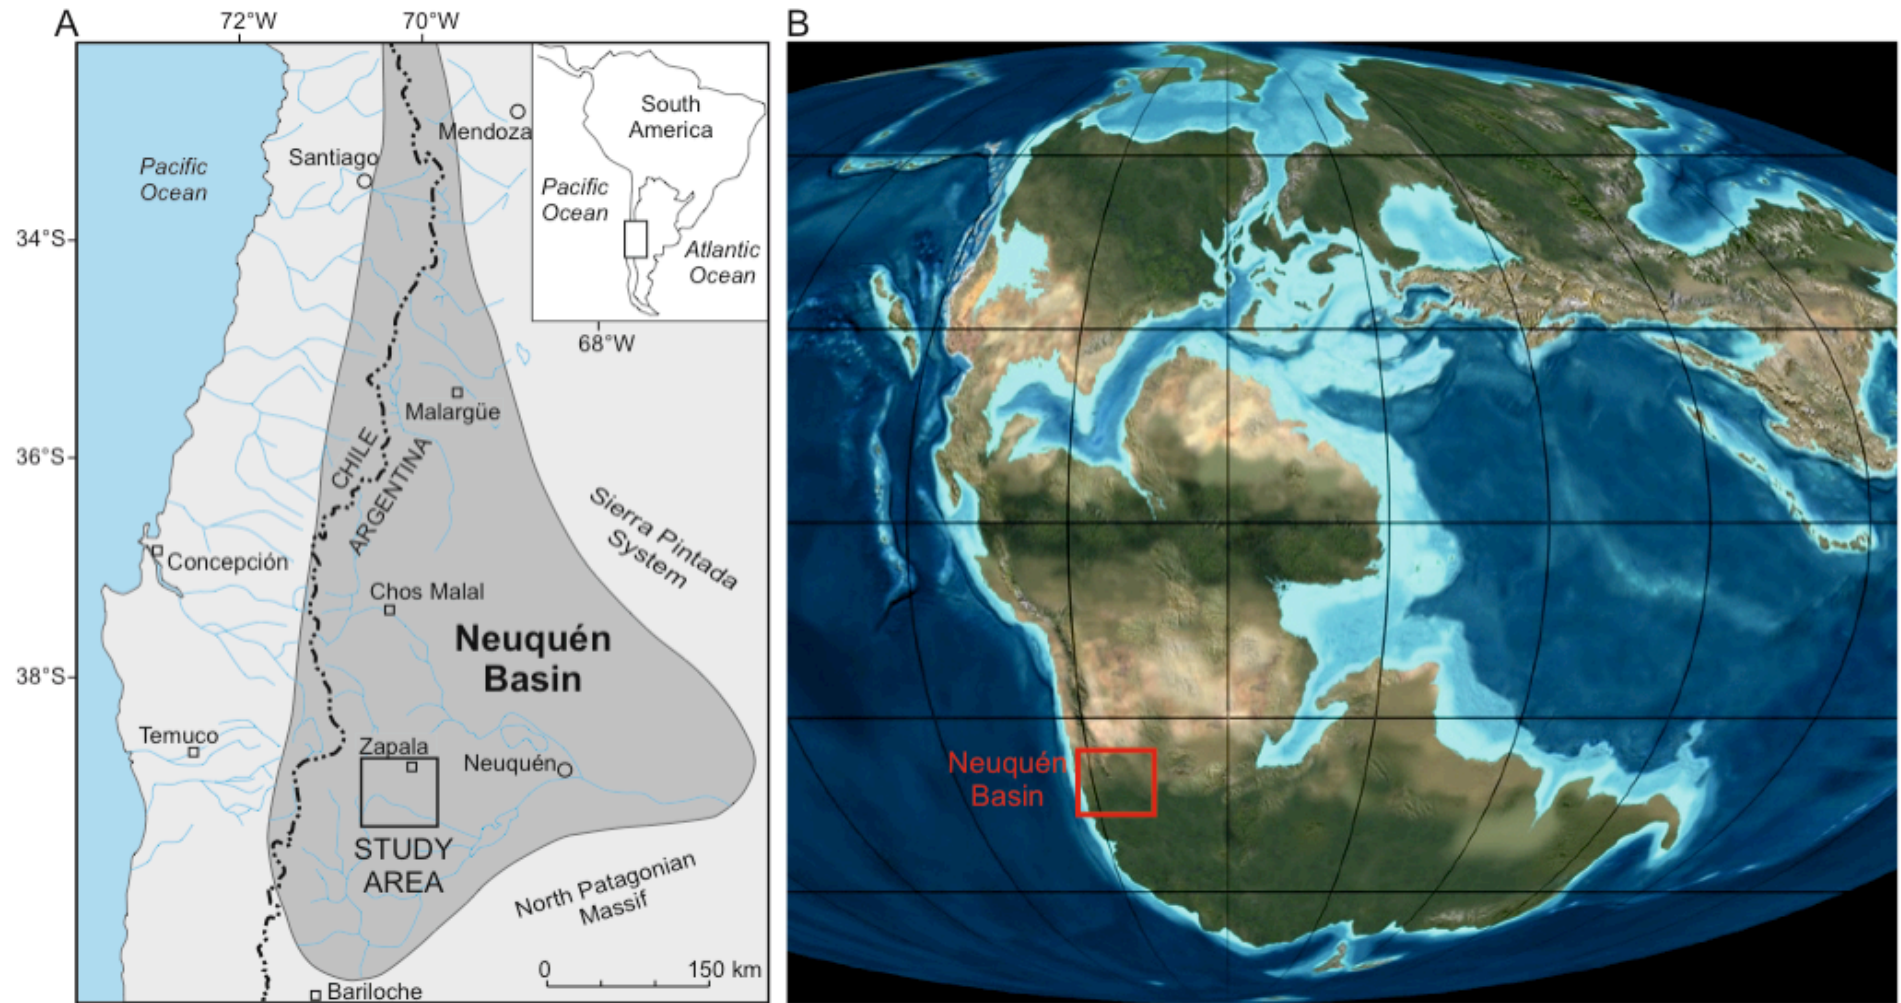 A
72°W
70°W
Mendoza
Santiago
Pacific
Ocean
34°S
South
America
Pacific
Ocean
Atlantic
Ocean
68°W
Malargüe
CHILE
ARGENTINA
36°S
Sierra Pintada
System
Concepción
Chos Malal
Neuquén
Basin
38°S
Temuco
Zapala
Neuquén
STUDY
AREA
North Patagonian
Massif
0
150 km
Bariloche
B
Neuquén
Basin